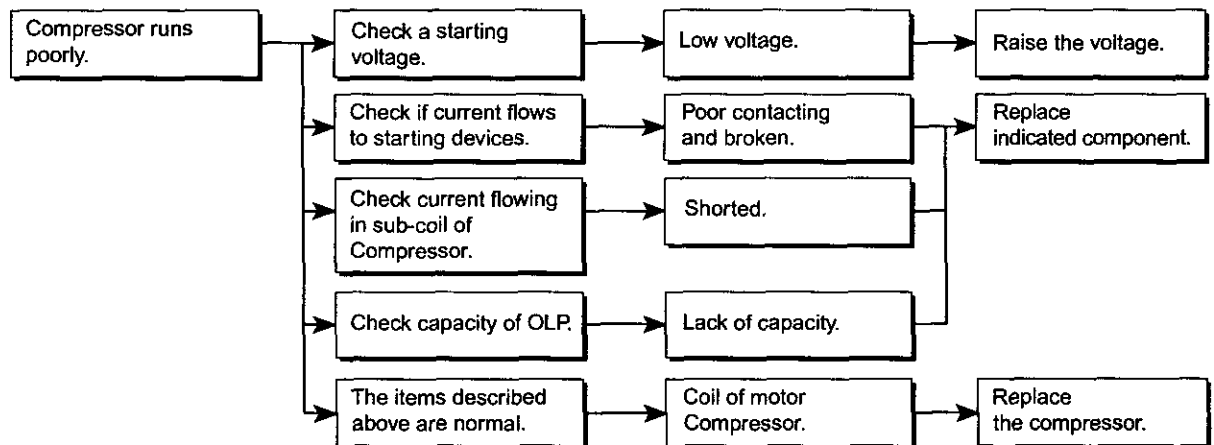 Compressor runs
poorly.
Check a starting
voltage.
Low voltage.
Raise the voltage.
Check if current flows
to starting devices.
Poor contacting
and broken.
Replace
indicated component.
Check current flowing
in sub-coil of
Compressor.
Shorted.
Check capacity of OLP.
Lack of capacity.
The items described
above are normal.
Coil of motor
Compressor.
Replace
the compressor.